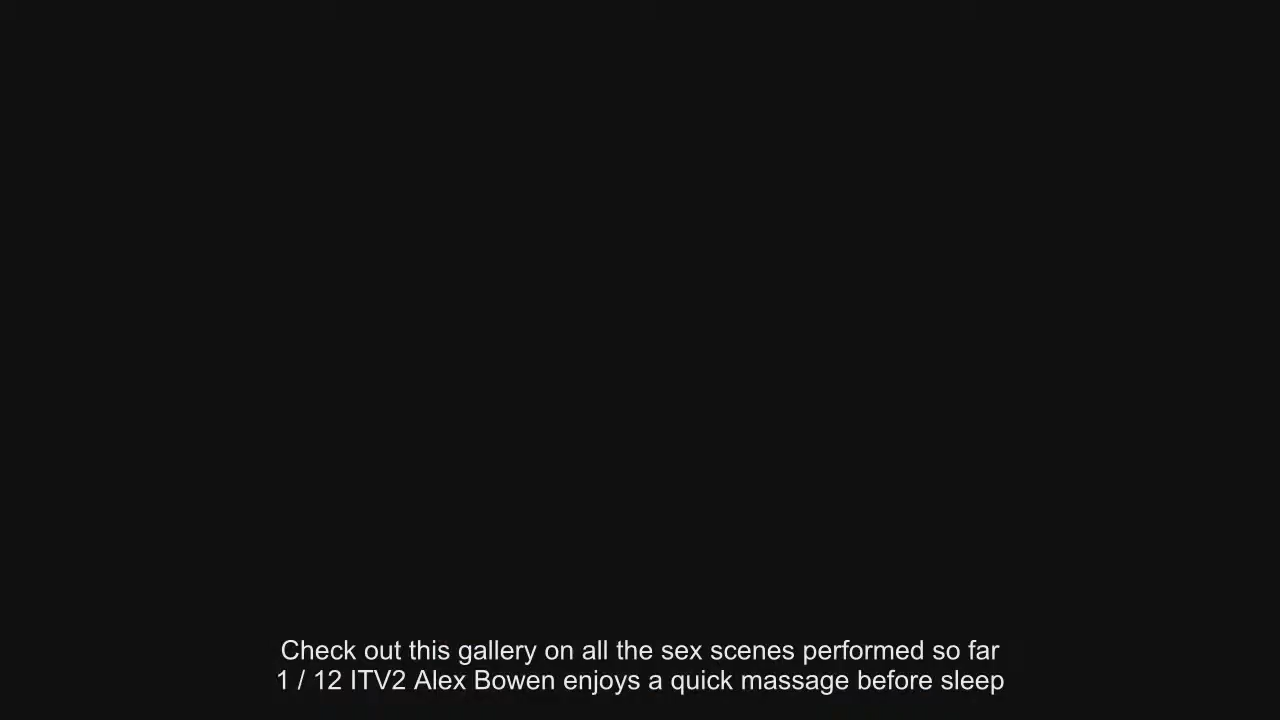 Check out this gallery on all the sex scenes performed so far
1 / 12 ITV2 Alex Bowen enjoys a quick massage before sleep